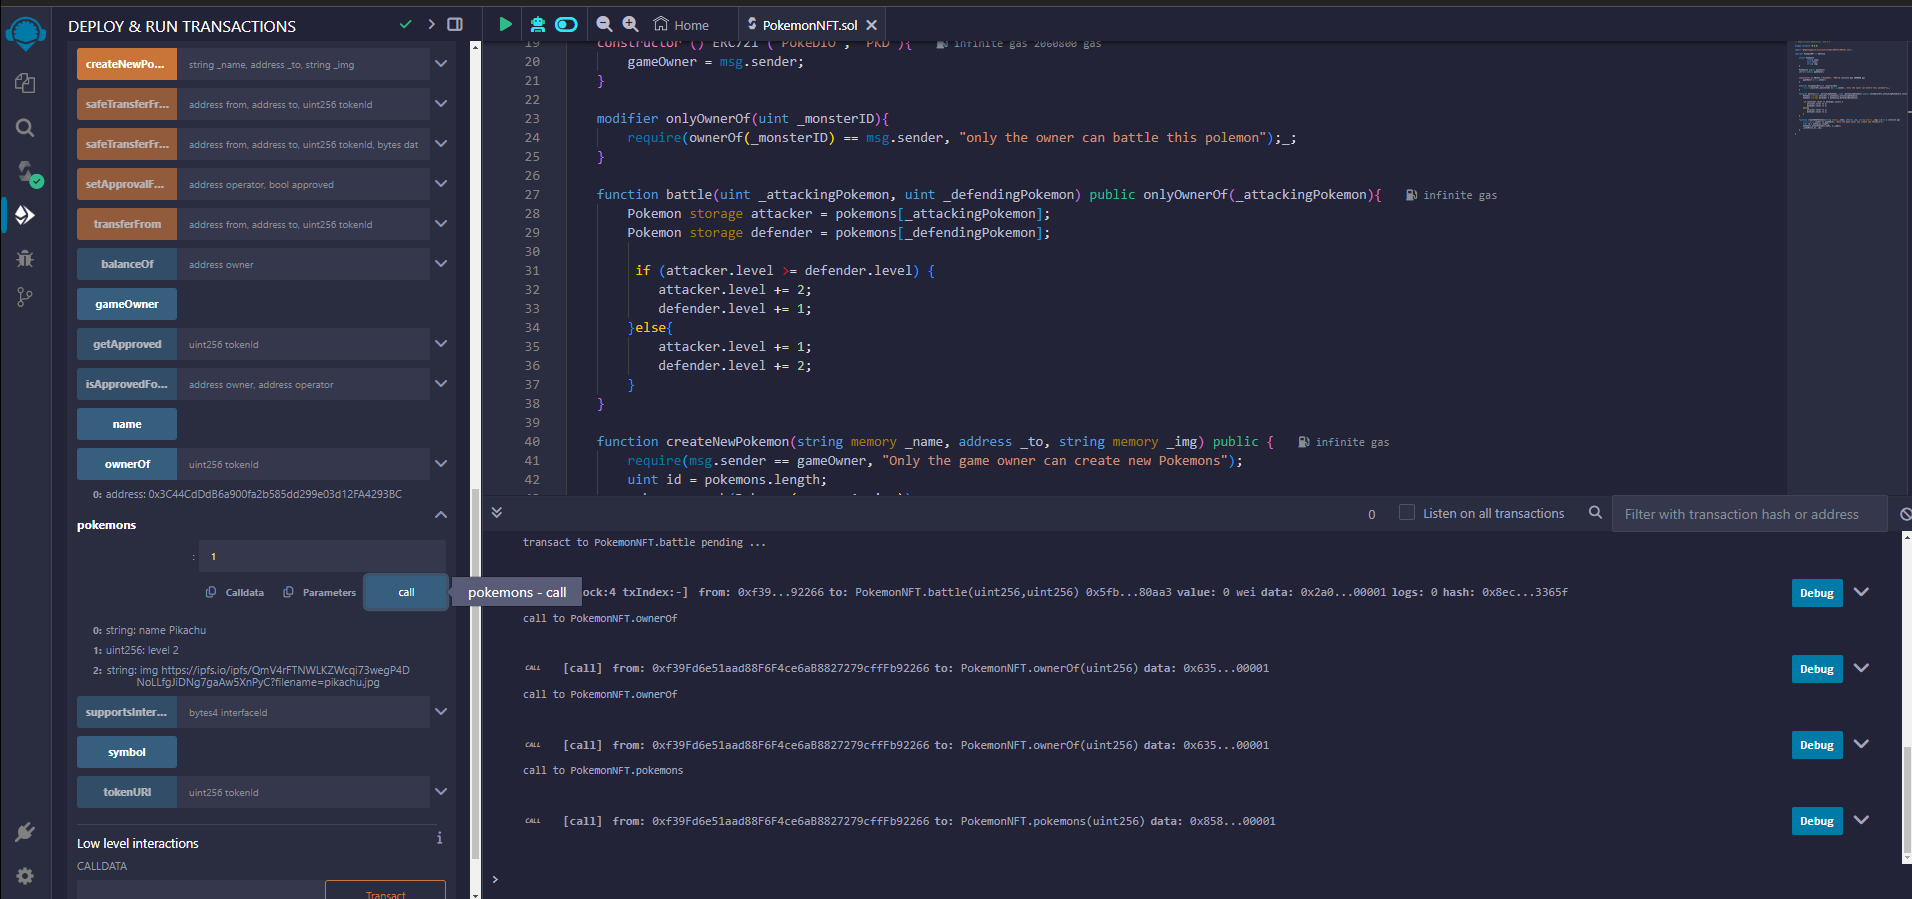 DEPLOY & RUN TRANSACTIONS
createNewPo... string _name, address _to, string _img
safeTransferFr... address from, address to, uint256 tokenId
safeTransferFr... address from, address to, uint256 tokenId, bytes dat
setApprovalF... address operator, bool approved
transferFrom address from, address to, uint256 tokenId
balanceOf address owner
gameOwner
getApproved uint256 tokenId
isApprovedFo... address owner, address operator
name
ownerOf uint256 tokenId
0: address: 0x3C44CdDdB6a900fa2b585dd299e03d12FA4293BC
pokemons
: 1
Calldata Parameters call
pokemons - call
0: string: name Pikachu
1: uint256: level 2
2: string: img https://ipfs.io/ipfs/QmV4rFTNWLKZWcqi73wegP4D
NoLLfgJiDNg7gaAw5XnPyC?filename=pikachu.jpg
supportsInter... bytes4 interfaceId
symbol
tokenURI uint256 tokenId
Low level interactions
CALLDATA
Transact
Home PokemonNFT.sol
19 constructor () ERC721 ("PokeDIO", "PKD"){ infinite gas 2060800 gas
20 gameOwner = msg.sender;
21 }
22
23 modifier onlyOwnerOf(uint _monsterID){
24 require(ownerOf(_monsterID) == msg.sender, "only the owner can battle this polemon");_;
25 }
26
27 function battle(uint _attackingPokemon, uint _defendingPokemon) public onlyOwnerOf(_attackingPokemon){ infinite gas
28 Pokemon storage attacker = pokemons[_attackingPokemon];
29 Pokemon storage defender = pokemons[_defendingPokemon];
30
31 if (attacker.level >= defender.level) {
32 attacker.level += 2;
33 defender.level += 1;
34 }else{
35 attacker.level += 1;
36 defender.level += 2;
37 }
38 }
39
40 function createNewPokemon(string memory _name, address _to, string memory _img) public { infinite gas
41 require(msg.sender == gameOwner, "Only the game owner can create new Pokemons");
42 uint id = pokemons.length;
0 Listen on all transactions Filter with transaction hash or address
transact to PokemonNFT.battle pending ...
ock:4 txIndex:-] from: 0xf39...92266 to: PokemonNFT.battle(uint256,uint256) 0x5fb...80aa3 value: 0 wei data: 0x2a0...00001 logs: 0 hash: 0x8ec...3365f Debug
call to PokemonNFT.ownerOf
CALL [call] from: 0xf39Fd6e51aad88F6F4ce6aB8827279cffFb92266 to: PokemonNFT.ownerOf(uint256) data: 0x635...00001 Debug
call to PokemonNFT.ownerOf
CALL [call] from: 0xf39Fd6e51aad88F6F4ce6aB8827279cffFb92266 to: PokemonNFT.ownerOf(uint256) data: 0x635...00001 Debug
call to PokemonNFT.pokemons
CALL [call] from: 0xf39Fd6e51aad88F6F4ce6aB8827279cffFb92266 to: PokemonNFT.pokemons(uint256) data: 0x858...00001 Debug
>